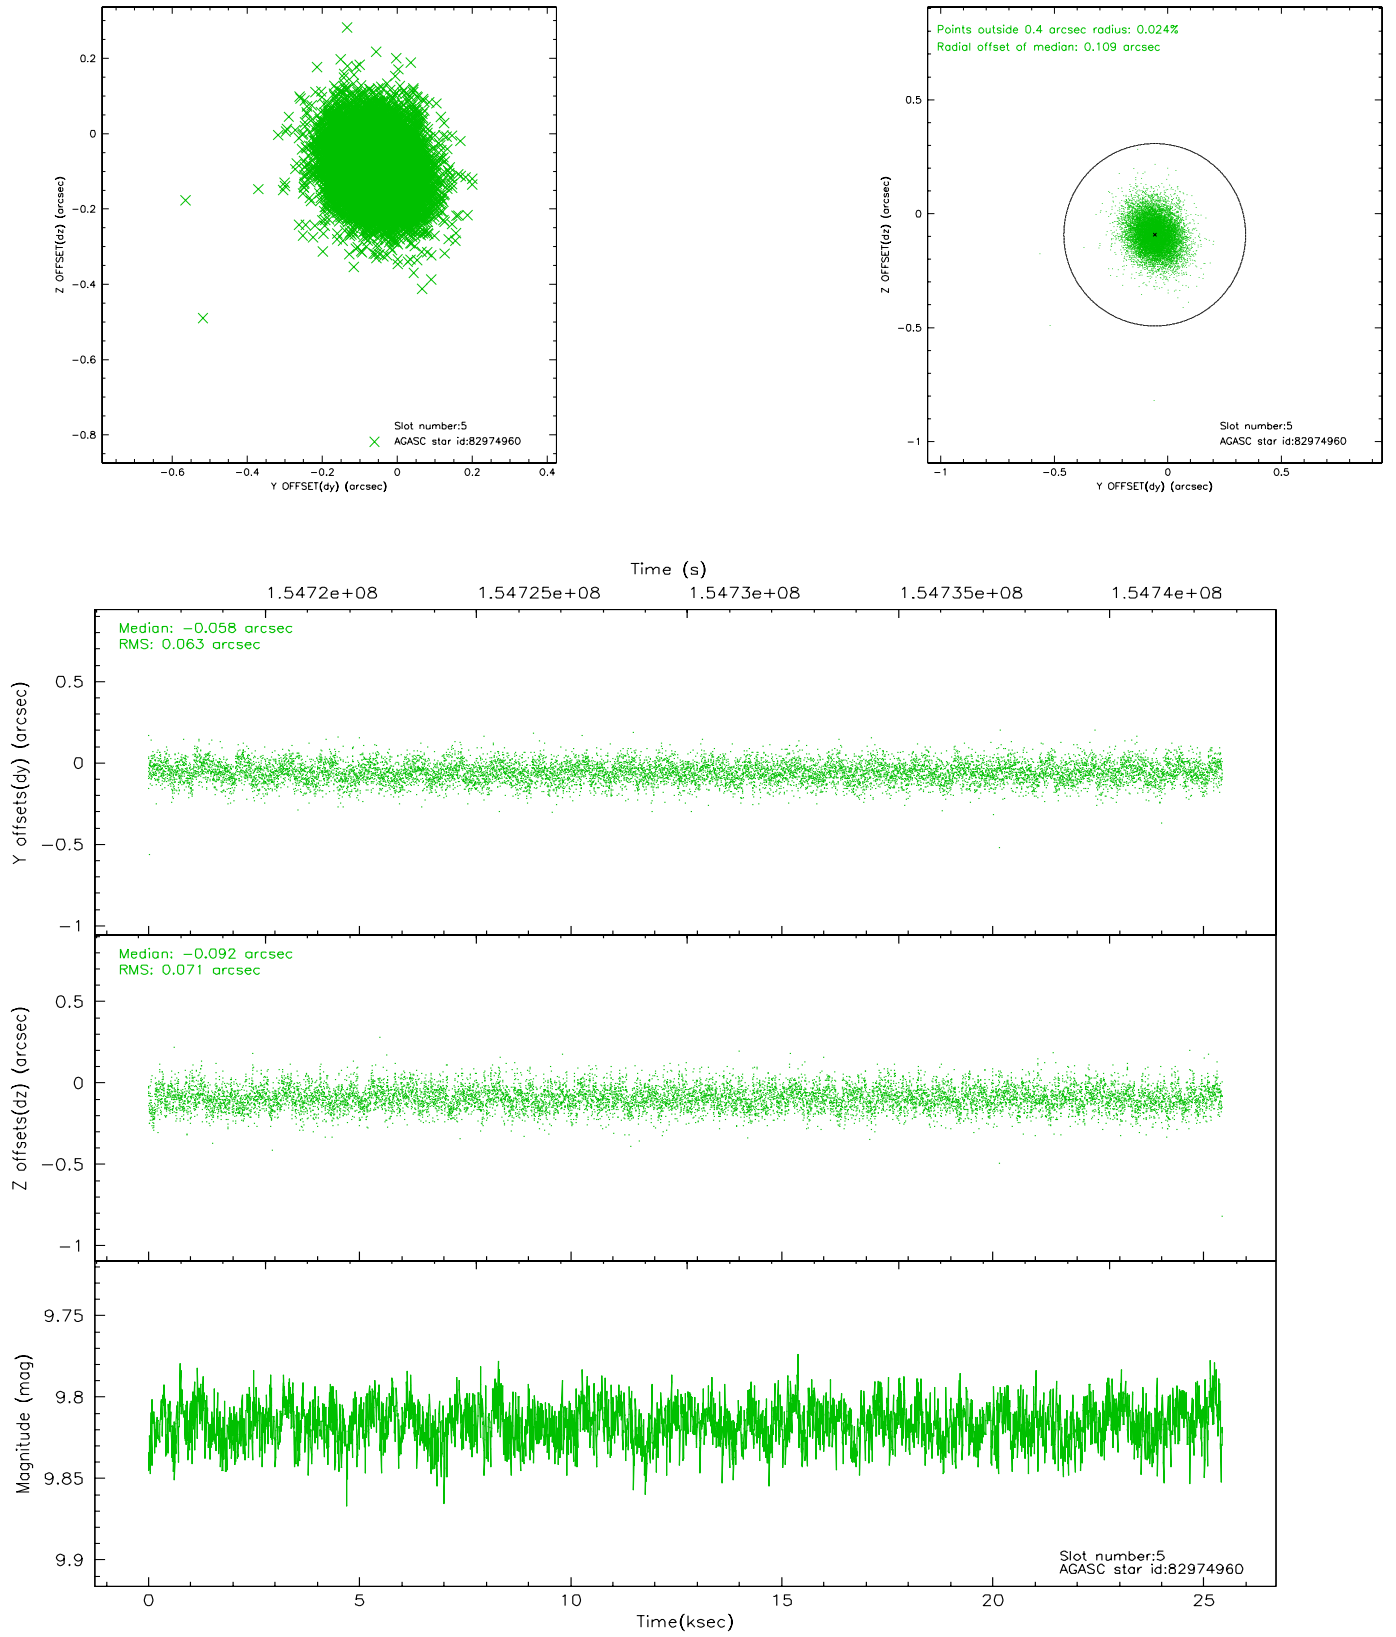 0.2
0
-0.2
-0.4
-0.6
-0.8
Z OFFSET(dz) (arcsec)
Slot number:5
AGASC star id:82974960
-0.6 -0.4 -0.2 0 0.2 0.4
Y OFFSET(dy) (arcsec)
Points outside 0.4 arcsec radius: 0.024%
Radial offset of median: 0.109 arcsec
0.5
0
-0.5
-1
Z OFFSET(dz) (arcsec)
Slot number:5
AGASC star id:82974960
-1 -0.5 0 0.5
Y OFFSET(dy) (arcsec)
Time (s)
1.5472e+08 1.54725e+08 1.5473e+08 1.54735e+08 1.5474e+08
Median: -0.058 arcsec
RMS: 0.063 arcsec
0.5
0
-0.5
-1
Y offsets(dy) (arcsec)
Median: -0.092 arcsec
RMS: 0.071 arcsec
0.5
0
-0.5
-1
Z offsets(dz) (arcsec)
9.75
9.8
9.85
9.9
Magnitude (mag)
Slot number:5
AGASC star id:82974960
0 5 10 15 20 25
Time(ksec)